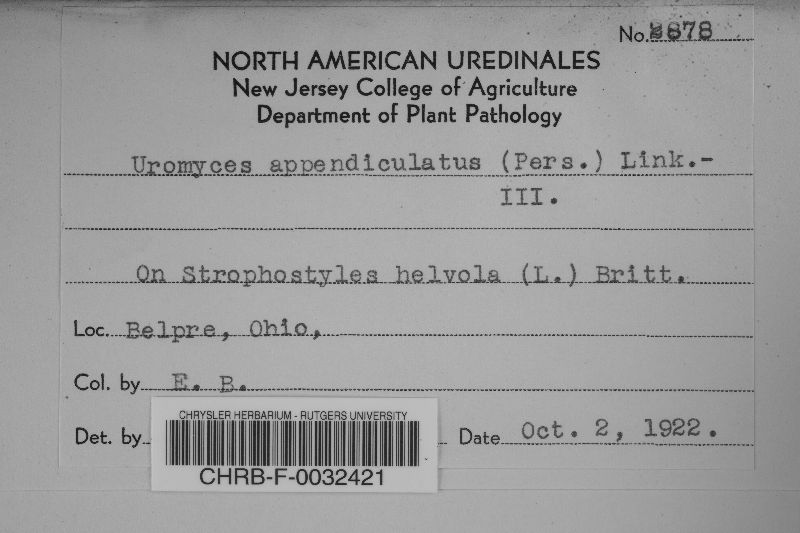 No. 2678
NORTH AMERICAN UREDINALES
New Jersey College of Agriculture
Department of Plant Pathology
Uromyces appendiculatus (Pers.) Link.-
III.
On Strophostyles helvola (L.) Britt.
Loc. Belpre, Ohio,
Col. by E. B.
Det. by
Date Oct. 2, 1922.
CHRYSLER HERBARIUM - RUTGERS UNIVERSITY
CHRB-F-0032421